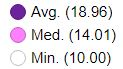 Avg. (18.96)
Med. (14.01)
Min. (10.00)